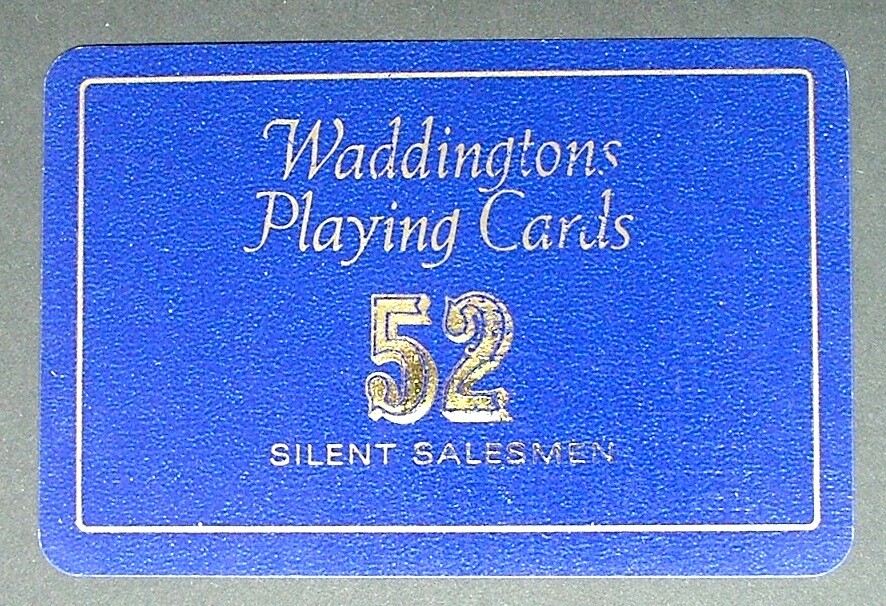 Waddingtons
Playing Cards
52
SILENT SALESMEN